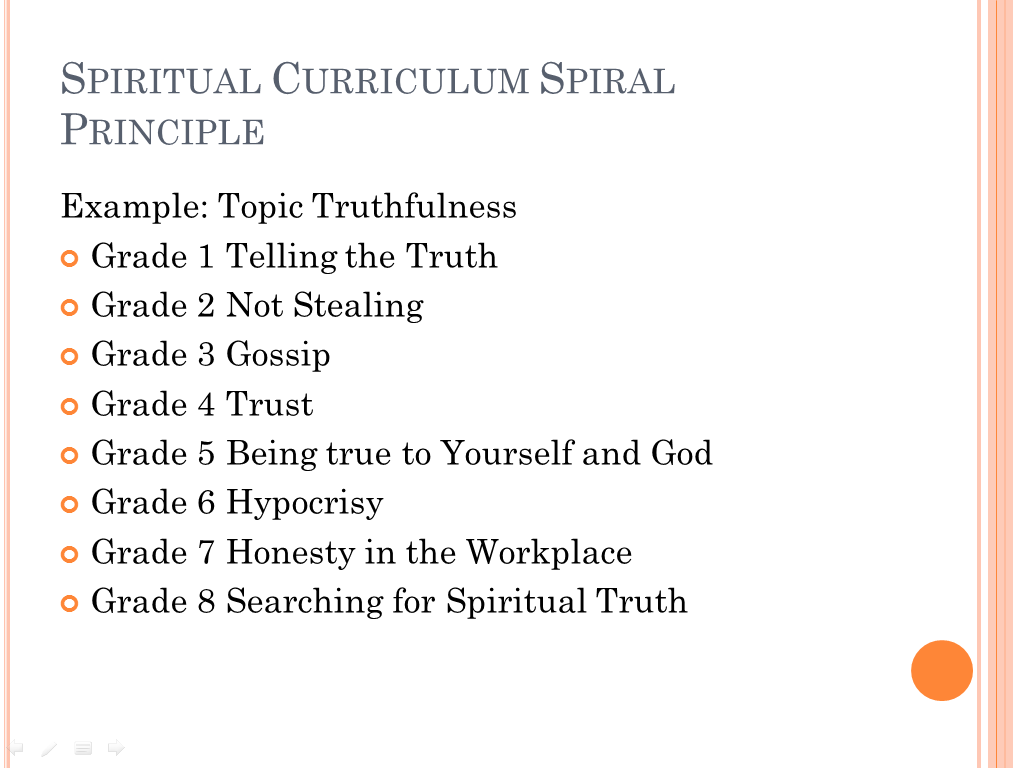 Spiritual Curriculum Spiral
Principle
Example: Topic Truthfulness
Grade 1 Telling the Truth
Grade 2 Not Stealing
Grade 3 Gossip
Grade 4 Trust
Grade 5 Being true to Yourself and God
Grade 6 Hypocrisy
Grade 7 Honesty in the Workplace
Grade 8 Searching for Spiritual Truth